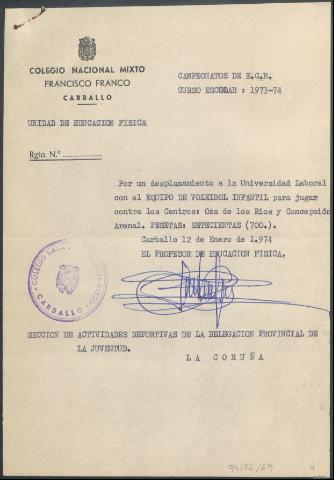 COLEGIO NACIONAL MIXTO
FRANCISCO FRANCO
CARBALLO
CAMPEONATOS DE E.G.B.
CURSO ESCOLAR : 1973-74
UNIDAD DE EDUCACION FISICA
Rgto. N.º
Por un desplazamiento a la Universidad Laboral
con el EQUIPO DE VOLEIBOL INFANTIL para jugar
contra los Centros: Oza de los Rios y Concepción
Arenal. PESETAS: SETECIENTAS (700.).
Carballo 12 de Enero de 1.974
EL PROFESOR DE EDUCACION FISICA,
COLEGIO
MIXTO
CARBALLO
SECCION DE ACTIVIDADES DEPORTIVAS DE LA DELEGACION PROVINCIAL DE
LA JUVENTUD.
LA CORUÑA